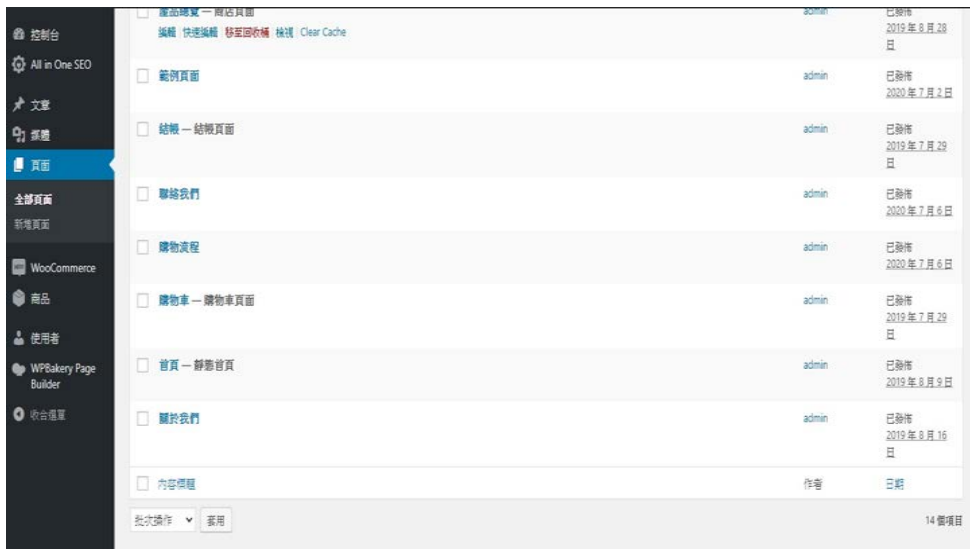 產品總覽 — 商店頁面
編輯 | 快速編輯 | 移至回收桶 | 檢視 | Clear Cache
admin
已發佈
2019 年 8 月 28
日
控制台
All in One SEO
文章
媒體
頁面
全部頁面
新增頁面
WooCommerce
商品
使用者
WPBakery Page
Builder
收合選單
範例頁面
admin
已發佈
2020 年 7 月 2 日
結帳 — 結帳頁面
admin
已發佈
2019 年 7 月 29
日
聯絡我們
admin
已發佈
2020 年 7 月 6 日
購物流程
admin
已發佈
2020 年 7 月 6 日
購物車 — 購物車頁面
admin
已發佈
2019 年 7 月 29
日
首頁 — 靜態首頁
admin
已發佈
2019 年 8 月 9 日
關於我們
admin
已發佈
2019 年 8 月 16
日
內容標題
作者
日期
批次操作
套用
14 個項目